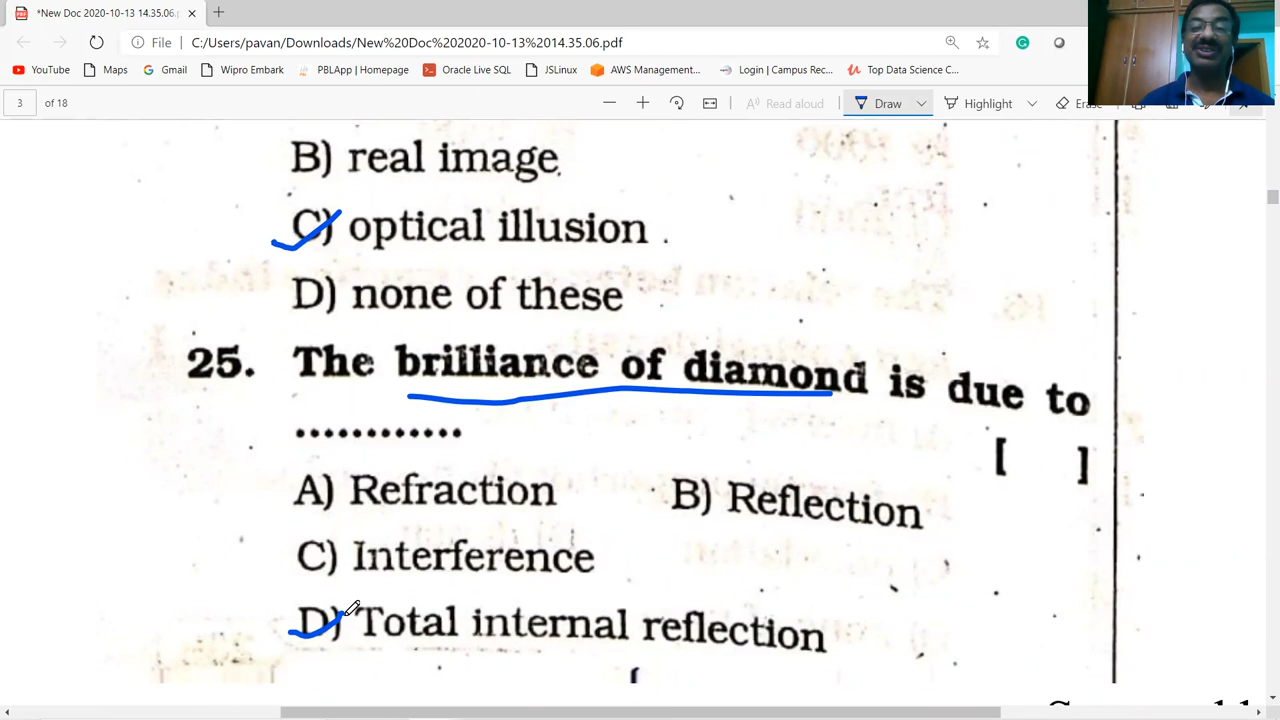 *New Doc 2020-10-13 14.35.06.p
File C:/Users/pavan/Downloads/New%20Doc%202020-10-13%2014.35.06.pdf
YouTube Maps Gmail Wipro Embark PBLApp | Homepage Oracle Live SQL JSLinux AWS Management... Login | Campus Rec... Top Data Science C...
3 of 18 Read aloud Draw Highlight Erase
B) real image
C) optical illusion .
D) none of these
25. The brilliance of diamond is due to
............ [ ]
A) Refraction B) Reflection
C) Interference
D) Total internal reflection